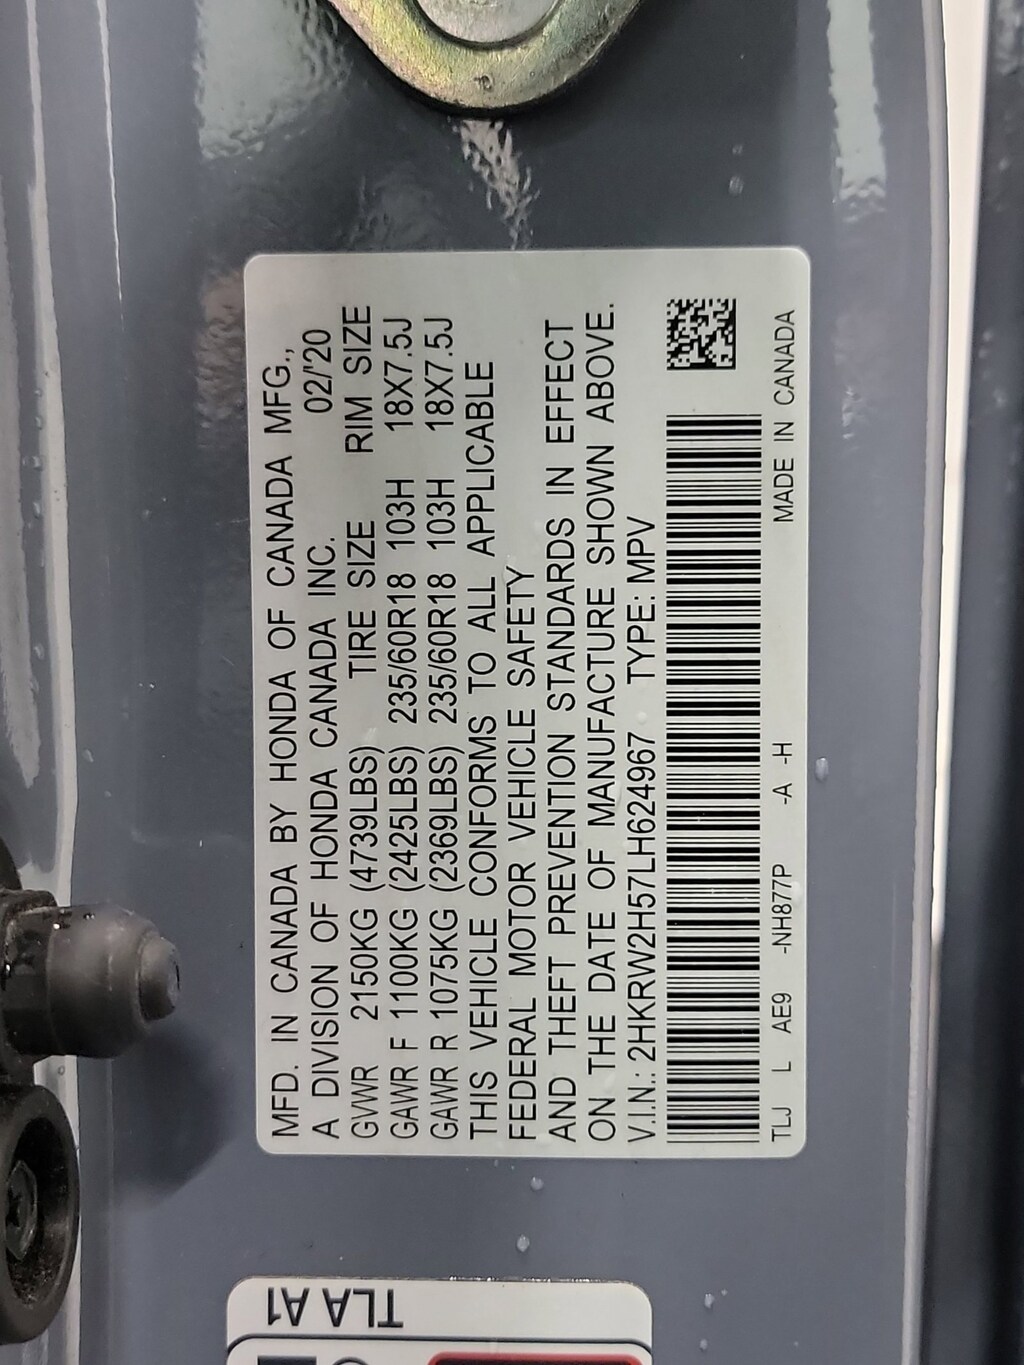 MFD. IN CANADA BY HONDA OF CANADA MFG.,
A DIVISION OF HONDA CANADA INC. 02/'20
GVWR 2150KG (4739LBS) TIRE SIZE RIM SIZE
GAWR F 1100KG (2425LBS) 235/60R18 103H 18X7.5J
GAWR R 1075KG (2369LBS) 235/60R18 103H 18X7.5J
THIS VEHICLE CONFORMS TO ALL APPLICABLE
FEDERAL MOTOR VEHICLE SAFETY
AND THEFT PREVENTION STANDARDS IN EFFECT
ON THE DATE OF MANUFACTURE SHOWN ABOVE.
V.I.N.: 2HKRW2H57LH624967 TYPE: MPV
TLJ L AE9 -NH877P -A -H MADE IN CANADA
TLA A1